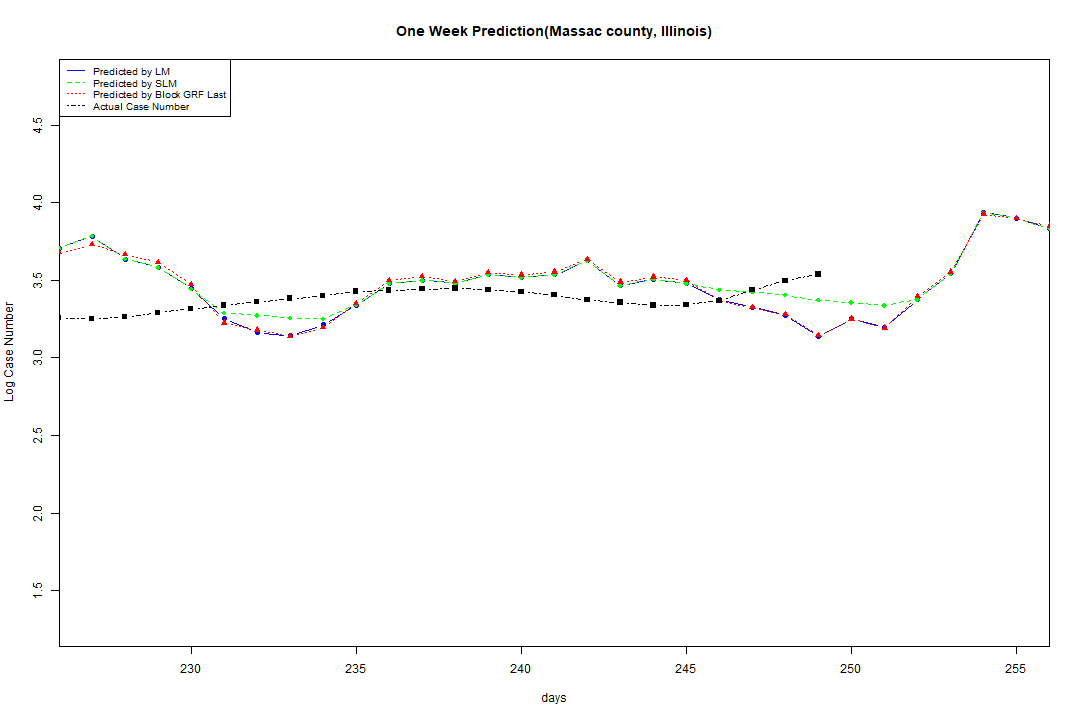 One Week Prediction(Massac county, Illinois)
Predicted by LM
Predicted by SLM
Predicted by Block GRF Last
Actual Case Number
4.5
4.0
3.5
3.0
2.5
2.0
1.5
Log Case Number
230
235
240
245
250
255
days